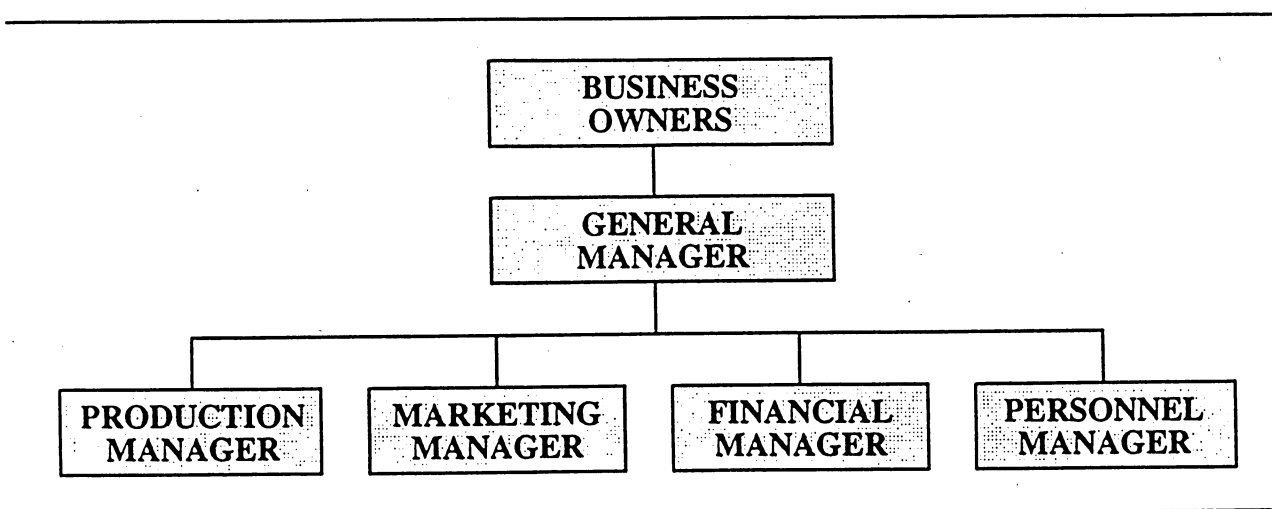 BUSINESS
OWNERS
GENERAL
MANAGER
PRODUCTION
MANAGER
MARKETING
MANAGER
FINANCIAL
MANAGER
PERSONNEL
MANAGER